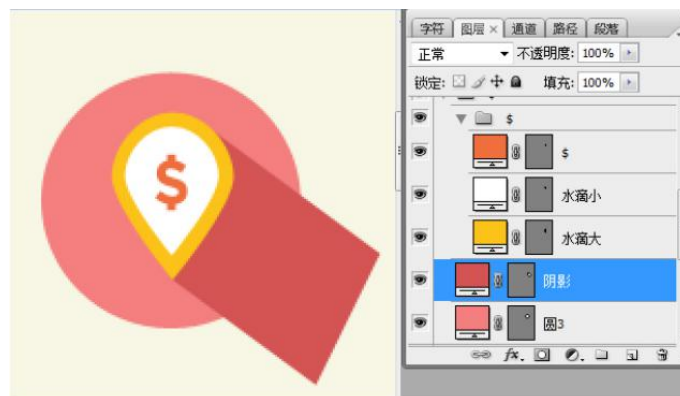 $
字符 图层 × 通道 路径 段落
正常 不透明度: 100%
锁定: 填充: 100%
$
$
水滴小
水滴大
阴影
圆3
fx.